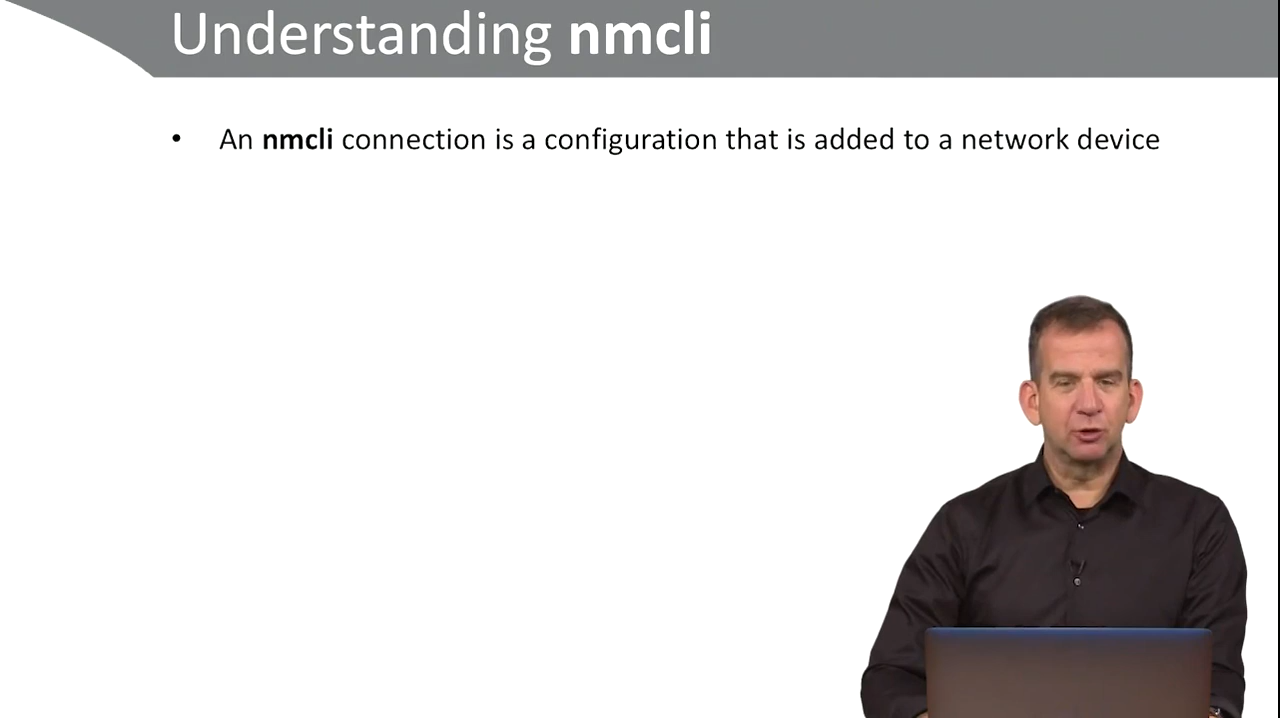 Understanding nmcli
• An nmcli connection is a configuration that is added to a network device